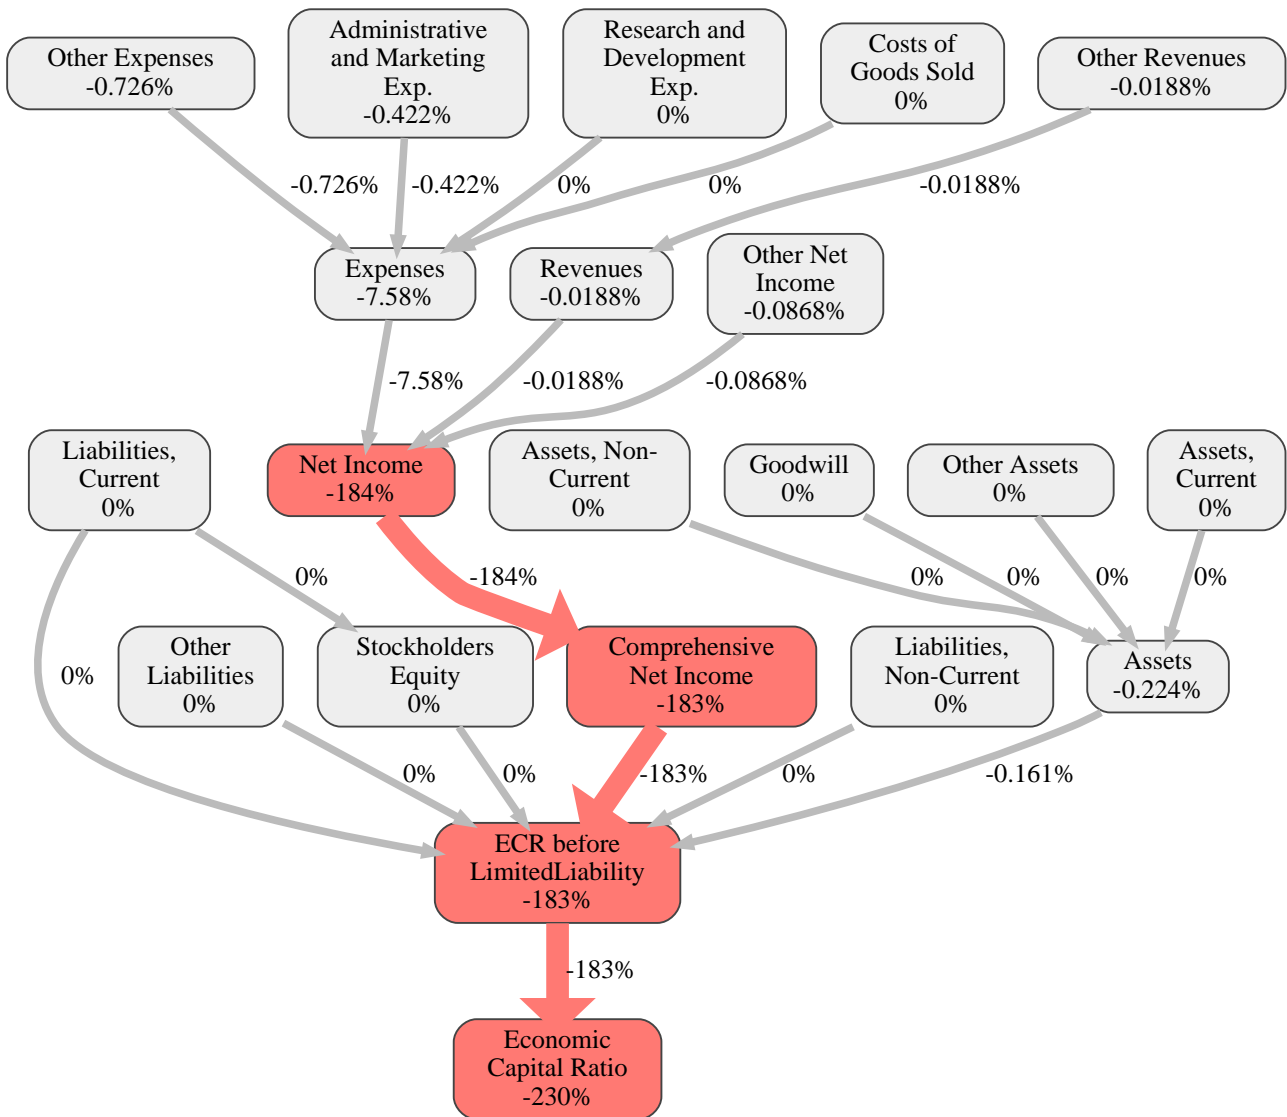 Other Expenses
-0.726%
Administrative
and Marketing
Exp.
-0.422%
Research and
Development
Exp.
0%
Costs of
Goods Sold
0%
Other Revenues
-0.0188%
-0.726%
-0.422%
0%
0%
-0.0188%
Expenses
-7.58%
Revenues
-0.0188%
Other Net
Income
-0.0868%
-7.58%
-0.0188%
-0.0868%
Liabilities,
Current
0%
Net Income
-184%
Assets, Non-
Current
0%
Goodwill
0%
Other Assets
0%
Assets,
Current
0%
0%
-184%
0%
0%
0%
0%
0%
Other
Liabilities
0%
Stockholders
Equity
0%
Comprehensive
Net Income
-183%
Liabilities,
Non-Current
0%
Assets
-0.224%
0%
0%
-183%
0%
-0.161%
ECR before
LimitedLiability
-183%
-183%
Economic
Capital Ratio
-230%